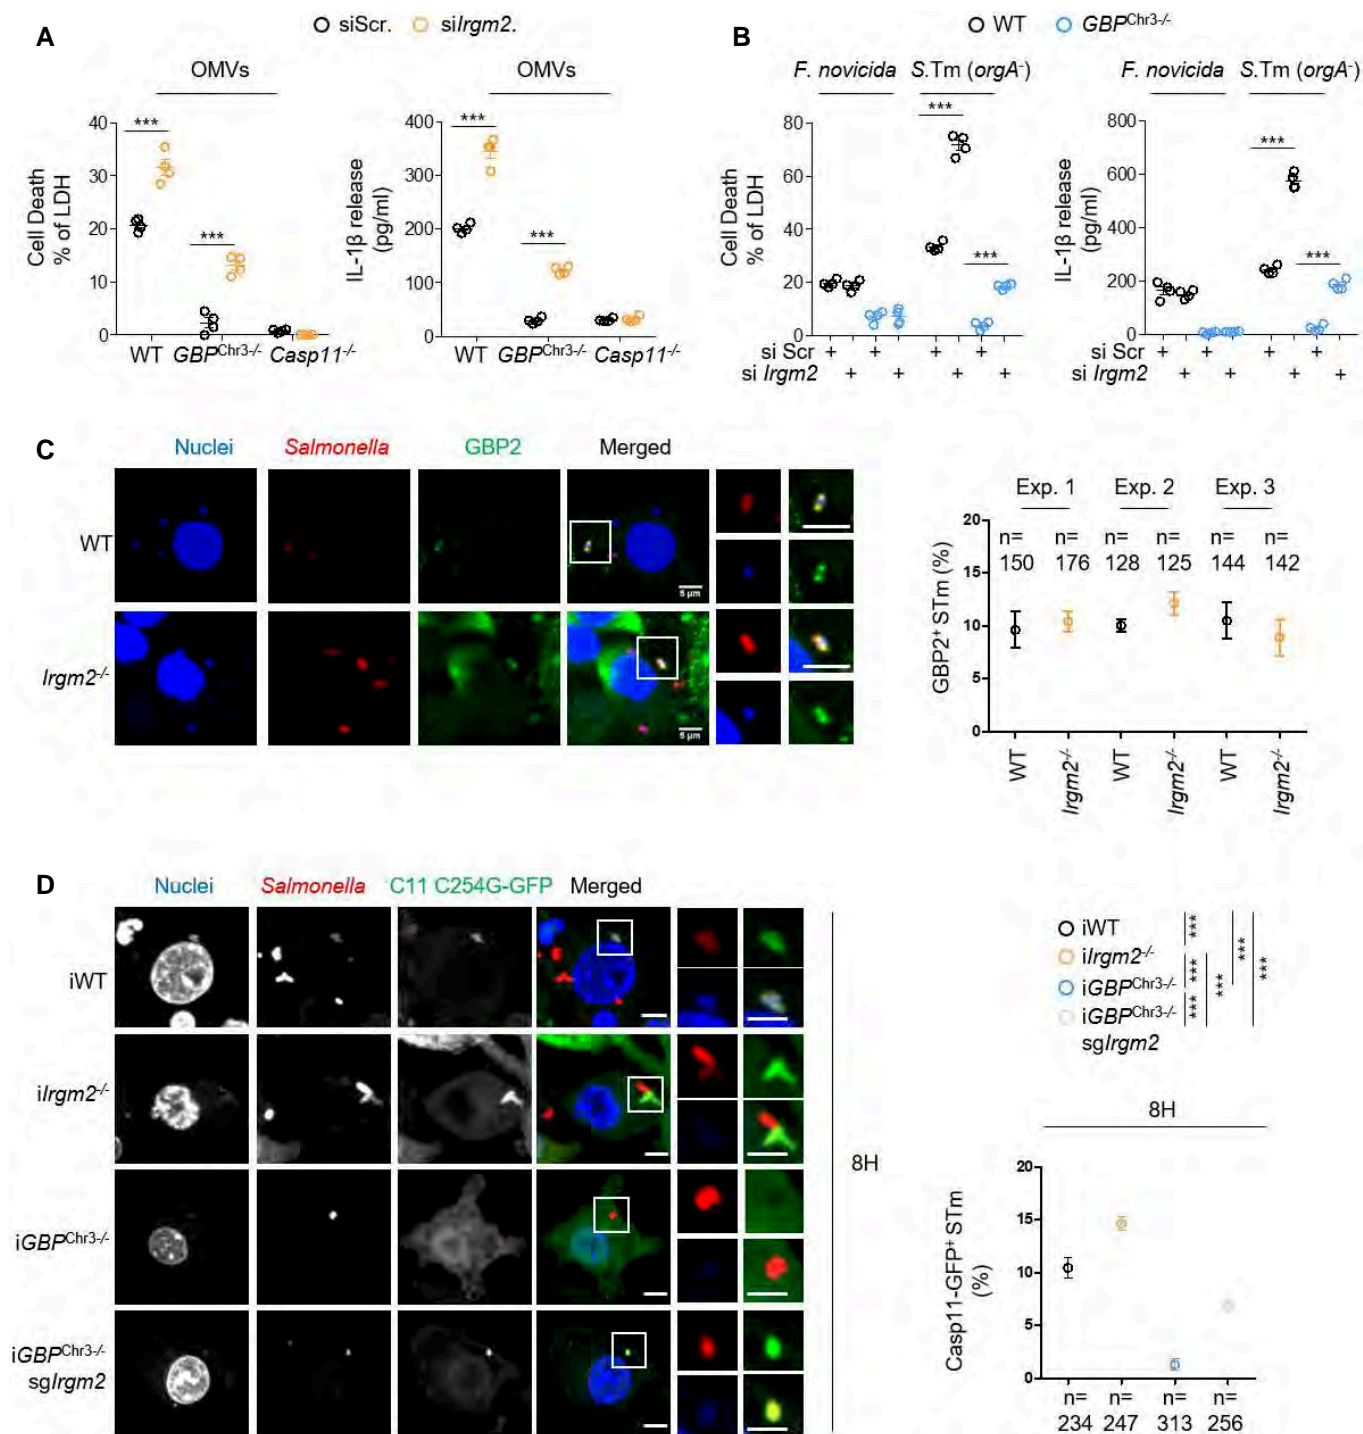 A
siScr. siIrgm2.
OMVs OMVs
***
***
Cell Death
% of LDH
40
30
20
10
0
WT GBPChr3-/- Casp11-/-
***
***
IL-1β release
(pg/ml)
400
300
200
100
0
WT GBPChr3-/- Casp11-/-
B
WT GBPChr3-/-
F. novicida S.Tm (orgA-) F. novicida S.Tm (orgA-)
***
***
Cell Death
% of LDH
80
60
40
20
0
***
***
IL-1β release
(pg/ml)
800
600
400
200
0
si Scr + + + + + + + +
si Irgm2 + + + + + + + +
C
Nuclei Salmonella GBP2 Merged
WT
5 µm
Irgm2-/-
5 µm
Exp. 1 Exp. 2 Exp. 3
n= n= n= n= n= n=
150 176 128 125 144 142
GBP2+ STm (%)
20
15
10
5
0
WT Irgm2-/- WT Irgm2-/- WT Irgm2-/-
D
Nuclei Salmonella C11 C254G-GFP Merged
iWT
iIrgm2-/-
iGBPChr3-/-
iGBPChr3-/-
sgIrgm2
8H
iWT
iIrgm2-/-
iGBPChr3-/-
iGBPChr3-/-
sgIrgm2
***
***
***
***
***
***
8H
Casp11-GFP+ STm
(%)
20
15
10
5
0
n= n= n= n=
234 247 313 256